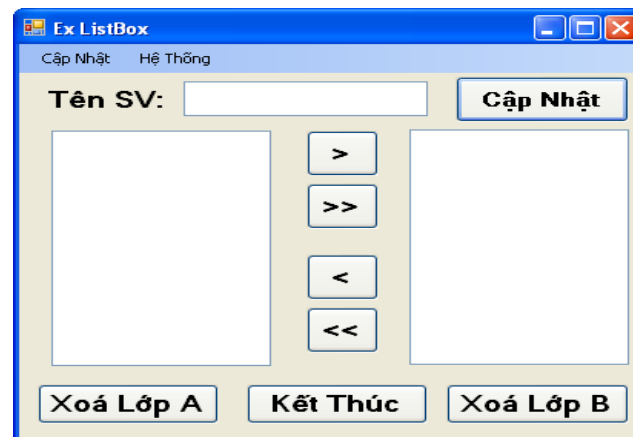 Ex ListBox
Cập Nhật Hệ Thống
Tên SV: Cập Nhật
>
>>
<
<<
Xoá Lớp A Kết Thúc Xoá Lớp B